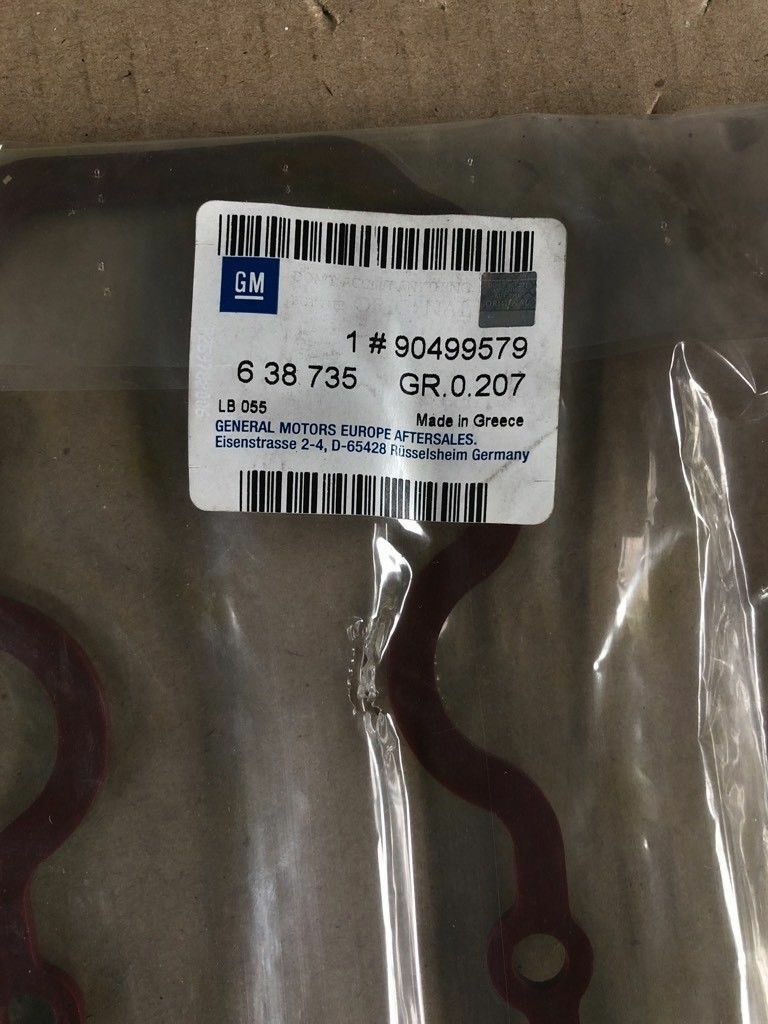 GM
ORIGINAL
1 # 90499579
6 38 735 GR.0.207
LB 055 Made in Greece
GENERAL MOTORS EUROPE AFTERSALES.
Eisenstrasse 2-4, D-65428 Rüsselsheim Germany